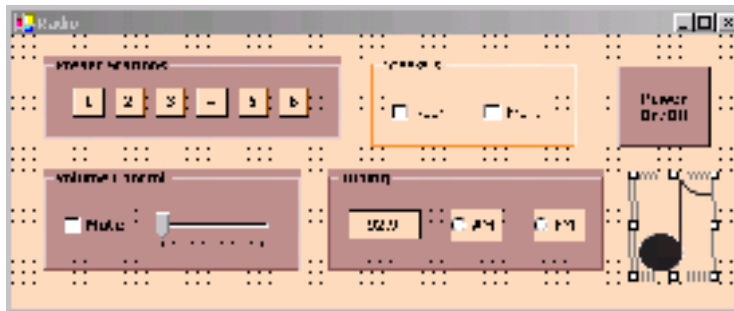 Radio
Preset Stations
1 2 3 5 6
Power
On/Off
Volume Control
Tuning
Mute
92.9 AM FM